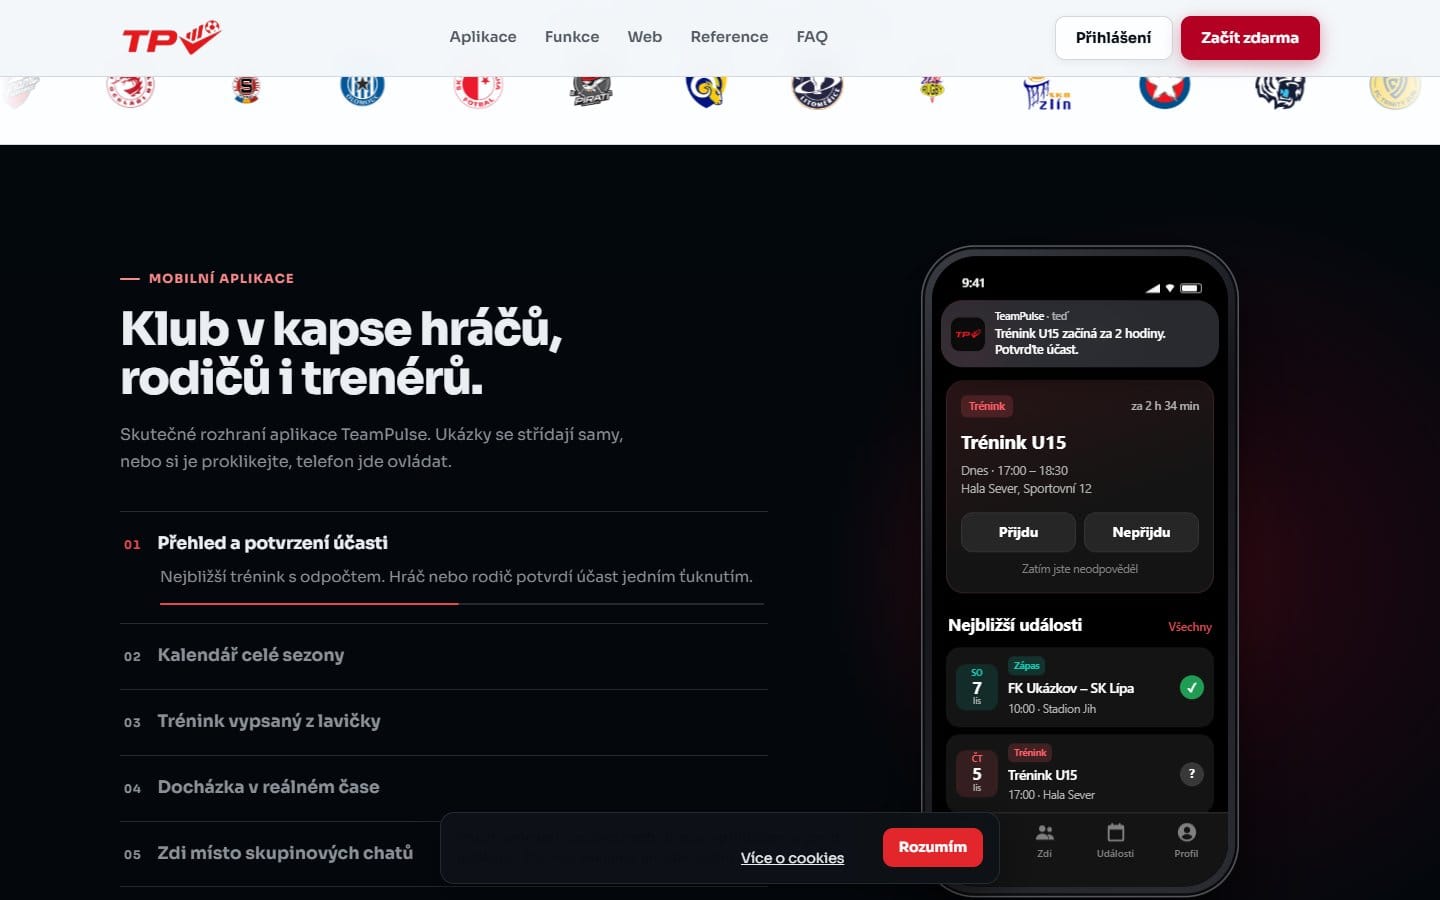 TP
Aplikace
Funkce
Web
Reference
FAQ
Přihlášení
Začít zdarma
PIRÁTI
zlín
MOBILNÍ APLIKACE
Klub v kapse hráčů,
rodičů i trenérů.
Skutečné rozhraní aplikace TeamPulse. Ukázky se střídají samy,
nebo si je proklikejte, telefon jde ovládat.
01 Přehled a potvrzení účasti
Nejbližší trénink s odpočtem. Hráč nebo rodič potvrdí účast jedním ťuknutím.
02 Kalendář celé sezony
03 Trénink vypsaný z lavičky
04 Docházka v reálném čase
05 Zdi místo skupinových chatů
9:41
TP
TeamPulse · teď
Trénink U15 začíná za 2 hodiny.
Potvrďte účast.
Trénink
za 2 h 34 min
Trénink U15
Dnes · 17:00 – 18:30
Hala Sever, Sportovní 12
Přijdu
Nepřijdu
Zatím jste neodpověděl
Nejbližší události
Všechny
SO
7
lis
Zápas
FK Ukázkov – SK Lípa
10:00 · Stadion Jih
ČT
5
lis
Trénink
Trénink U15
17:00 · Hala Sever
?
Zdi
Události
Profil
Více o cookies
Rozumím